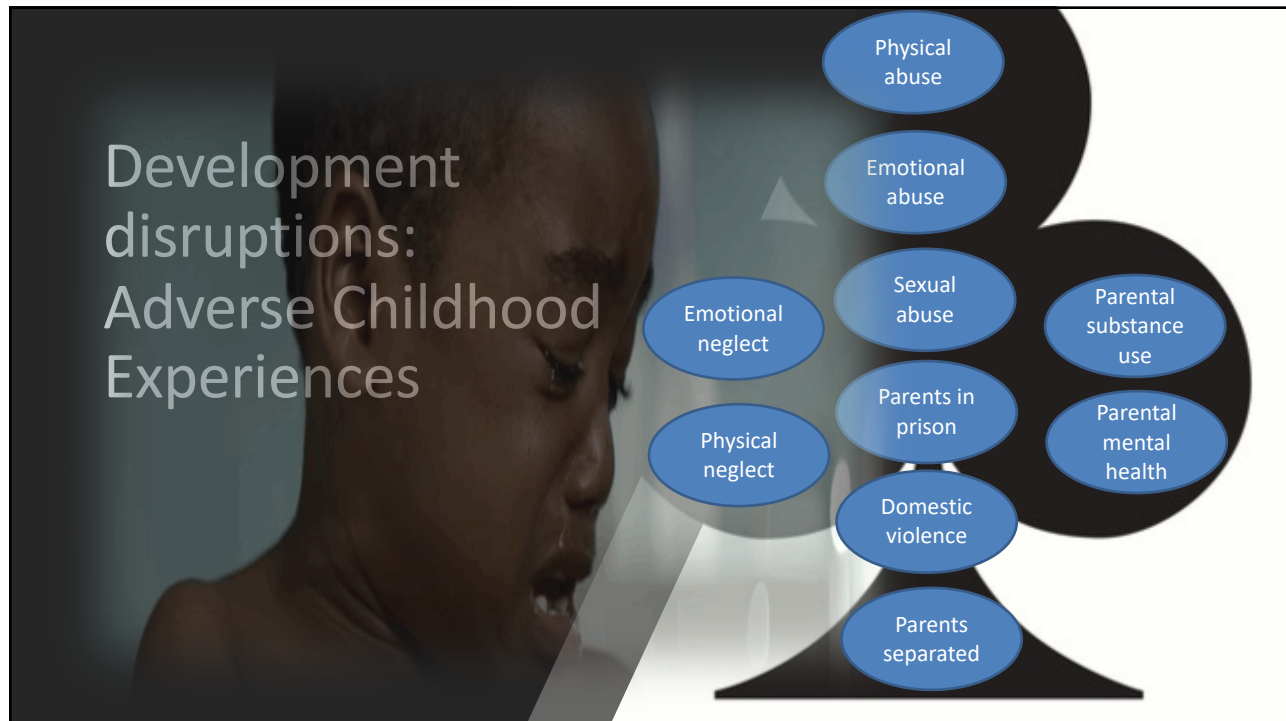 Development
disruptions:
Adverse Childhood
Experiences
Physical
abuse
Emotional
abuse
Sexual
abuse
Emotional
neglect
Parental
substance
use
Parents in
prison
Physical
neglect
Parental
mental
health
Domestic
violence
Parents
separated